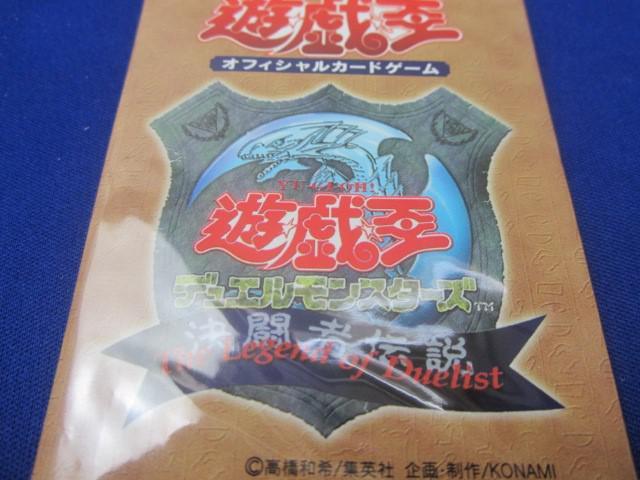 遊☆戯☆王
オフィシャルカードゲーム
YU-GI-OH!
遊☆戯☆王
デュエルモンスターズ™
決闘者伝説
The Legend of Duelist
©高橋和希/集英社 企画・制作/KONAMI